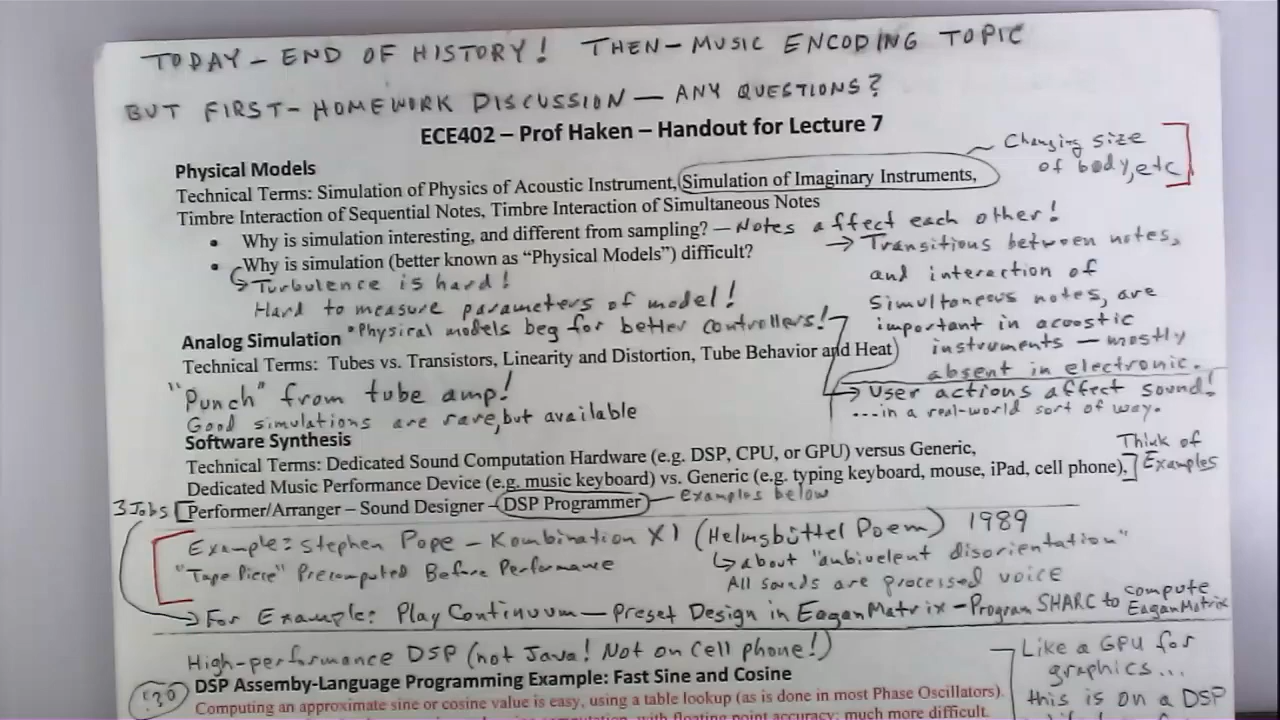 TODAY – END OF HISTORY! THEN – MUSIC ENCODING TOPIC
BUT FIRST – HOMEWORK DISCUSSION — ANY QUESTIONS?
ECE402 – Prof Haken – Handout for Lecture 7
Changing size
of body, etc
Physical Models
Technical Terms: Simulation of Physics of Acoustic Instrument, Simulation of Imaginary Instruments,
Timbre Interaction of Sequential Notes, Timbre Interaction of Simultaneous Notes
• Why is simulation interesting, and different from sampling? — Notes affect each other!
→ Transitions between notes,
and interaction of
simultaneous notes, are
important in acoostic
instruments — mostly
absent in electronic.
• Why is simulation (better known as “Physical Models”) difficult?
↳ Turbulence is hard!
Hard to measure parameters of model!
• Physical models beg for better controllers!
→ User actions affect sound!
...in a real-world sort of way.
Analog Simulation
Technical Terms: Tubes vs. Transistors, Linearity and Distortion, Tube Behavior and Heat
"Punch" from tube amp!
Good simulations are rare, but available
Software Synthesis
Technical Terms: Dedicated Sound Computation Hardware (e.g. DSP, CPU, or GPU) versus Generic,
Dedicated Music Performance Device (e.g. music keyboard) vs. Generic (e.g. typing keyboard, mouse, iPad, cell phone).
Think of
Examples
3 Jobs [Performer/Arranger – Sound Designer – DSP Programmer — examples below
Example: Stephen Pope – Kombination XI (Helmsbüttel Poem) 1989
"Tape Piece" Precomputed Before Performance
↳ about "ambivelent disorientation"
All sounds are processed voice
→ For Example: Play Continuum — Preset Design in EaganMatrix – Program SHARC to compute
EaganMatrix
High-performance DSP (not Java! Not on Cell phone!)
Like a GPU for
graphics...
this is on a DSP
:30
DSP Assemby-Language Programming Example: Fast Sine and Cosine
Computing an approximate sine or cosine value is easy, using a table lookup (as is done in most Phase Oscillators).
with floating point accuracy; much more difficult.